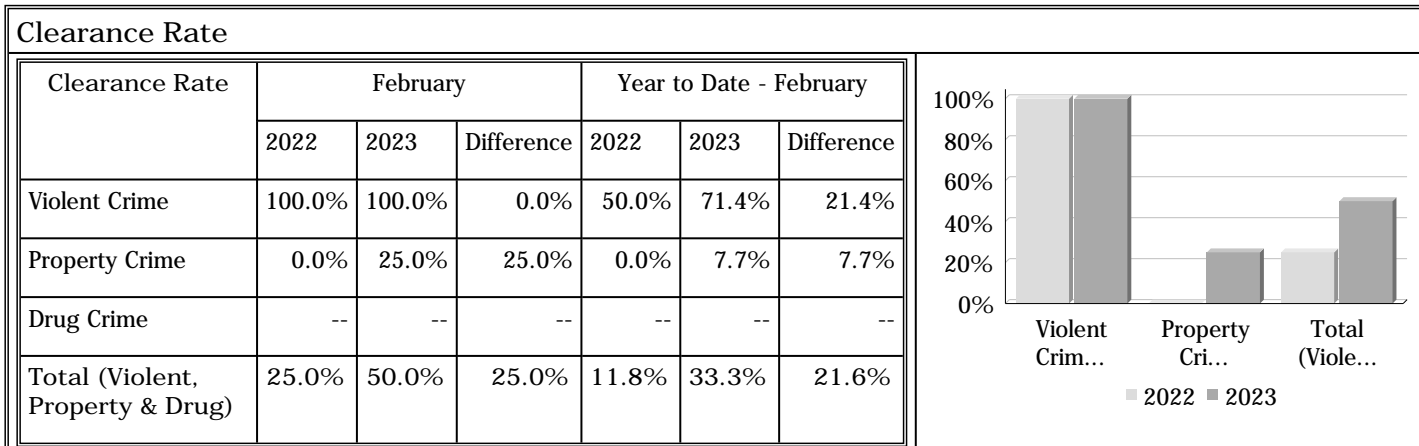 Clearance Rate
Clearance Rate February Year to Date - February
2022 2023 Difference 2022 2023 Difference
Violent Crime 100.0% 100.0% 0.0% 50.0% 71.4% 21.4%
Property Crime 0.0% 25.0% 25.0% 0.0% 7.7% 7.7%
Drug Crime -- -- -- -- -- --
Total (Violent, 25.0% 50.0% 25.0% 11.8% 33.3% 21.6%
Property & Drug)
100%
80%
60%
40%
20%
0%
Violent Property Total
Crim... Cri... (Viole...
2022 2023